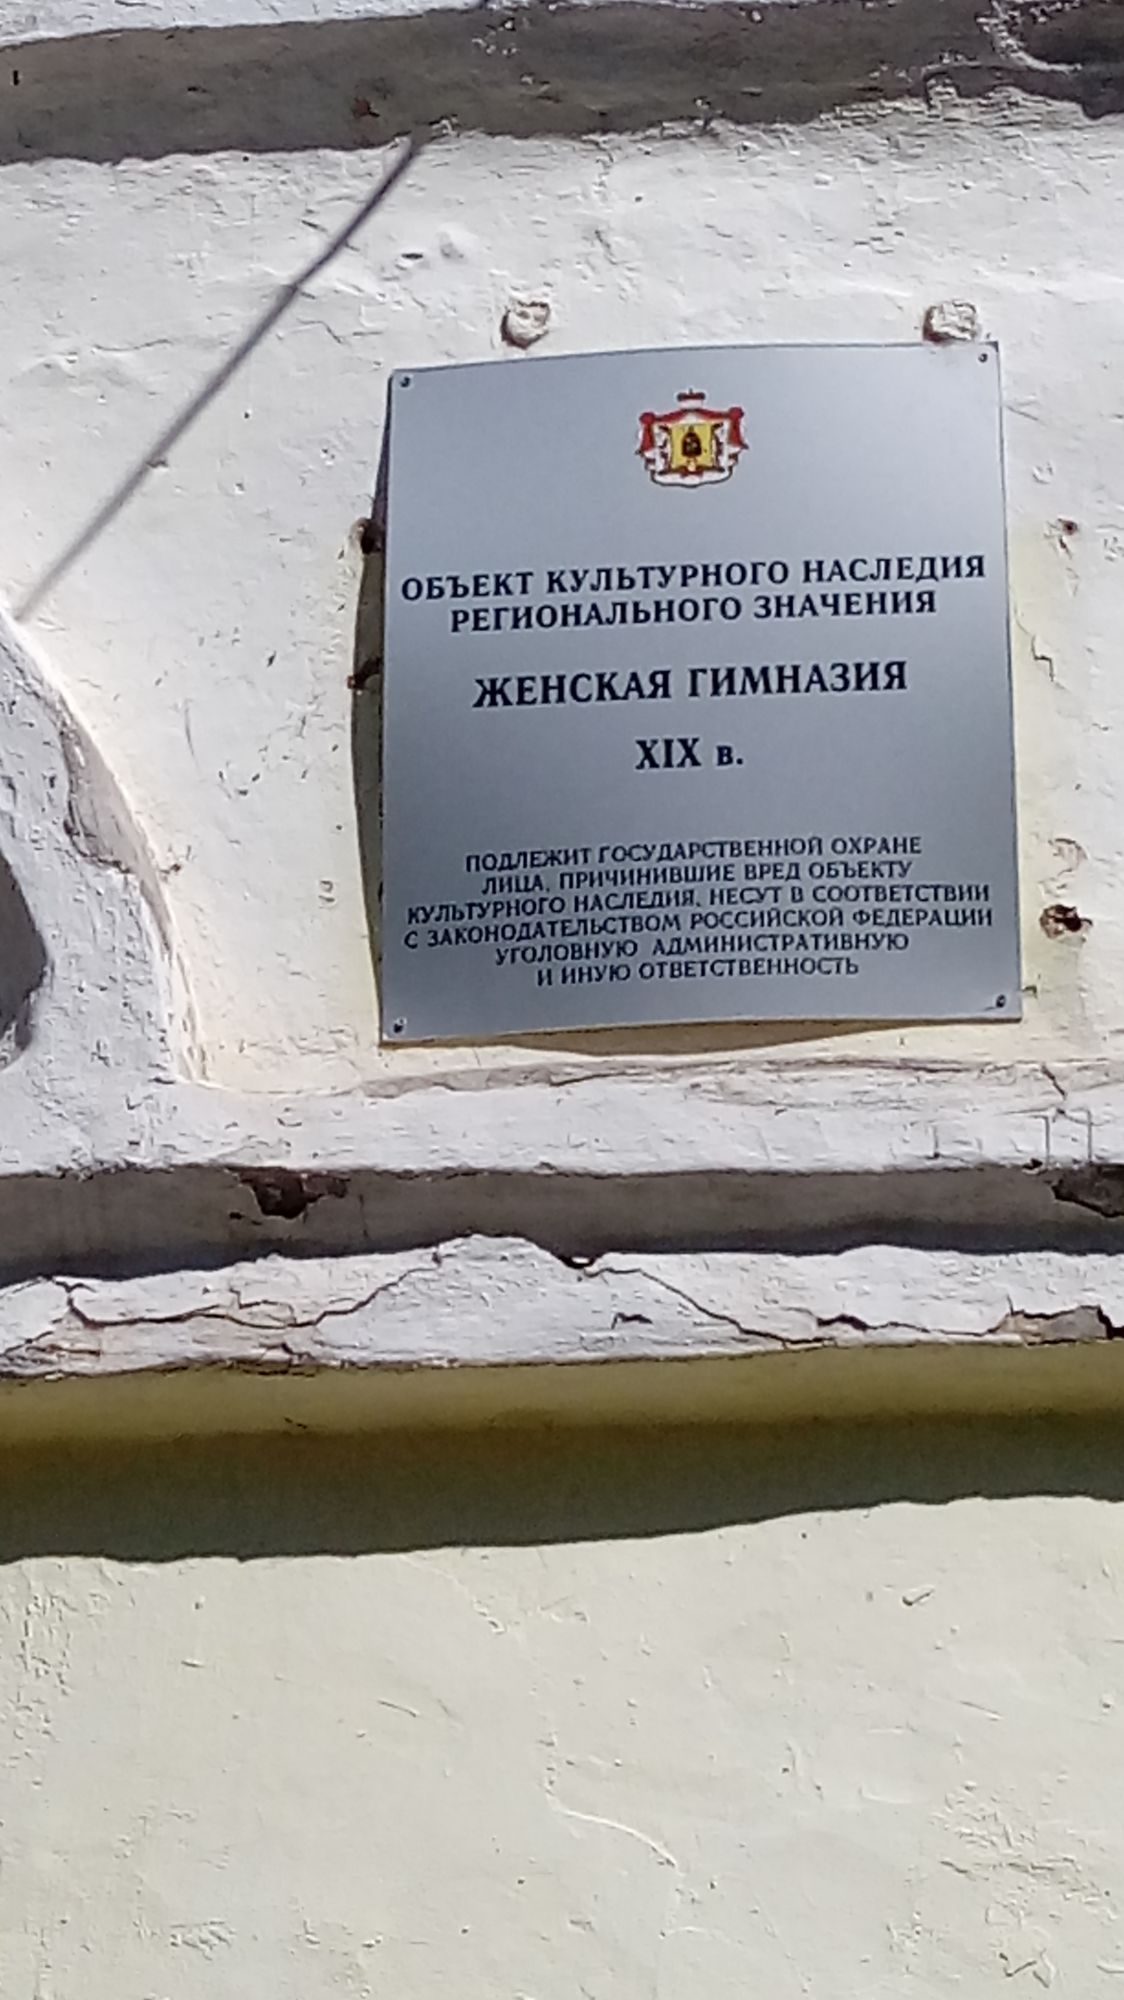 ОБЪЕКТ КУЛЬТУРНОГО НАСЛЕДИЯ
РЕГИОНАЛЬНОГО ЗНАЧЕНИЯ
ЖЕНСКАЯ ГИМНАЗИЯ
XIX в.
ПОДЛЕЖИТ ГОСУДАРСТВЕННОЙ ОХРАНЕ
ЛИЦА, ПРИЧИНИВШИЕ ВРЕД ОБЪЕКТУ
КУЛЬТУРНОГО НАСЛЕДИЯ, НЕСУТ В СООТВЕТСТВИИ
С ЗАКОНОДАТЕЛЬСТВОМ РОССИЙСКОЙ ФЕДЕРАЦИИ
УГОЛОВНУЮ АДМИНИСТРАТИВНУЮ
И ИНУЮ ОТВЕТСТВЕННОСТЬ